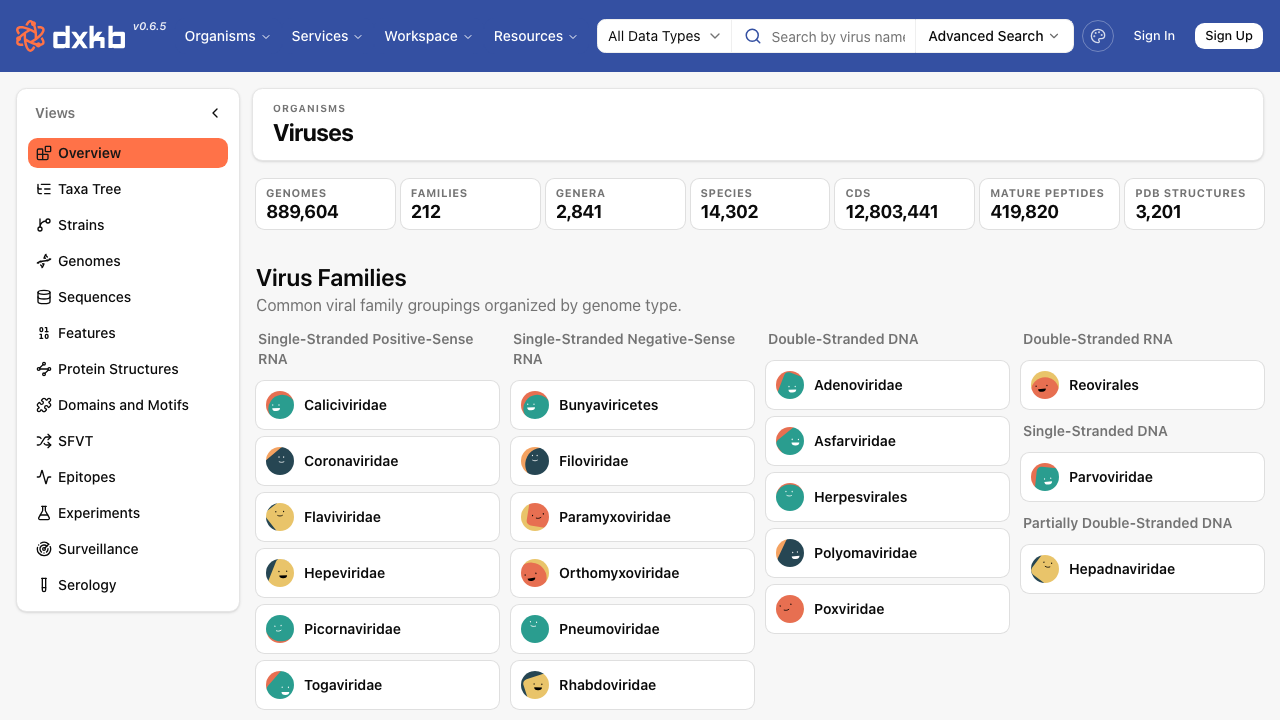 dxkb v0.6.5 Organisms Services Workspace Resources All Data Types Search by virus name Advanced Search Sign In Sign Up
Views
Overview
Taxa Tree
Strains
Genomes
Sequences
Features
Protein Structures
Domains and Motifs
SFVT
Epitopes
Experiments
Surveillance
Serology
ORGANISMS
Viruses
GENOMES
889,604
FAMILIES
212
GENERA
2,841
SPECIES
14,302
CDS
12,803,441
MATURE PEPTIDES
419,820
PDB STRUCTURES
3,201
Virus Families
Common viral family groupings organized by genome type.
Single-Stranded Positive-Sense
RNA
Caliciviridae
Coronaviridae
Flaviviridae
Hepeviridae
Picornaviridae
Togaviridae
Single-Stranded Negative-Sense
RNA
Bunyaviricetes
Filoviridae
Paramyxoviridae
Orthomyxoviridae
Pneumoviridae
Rhabdoviridae
Double-Stranded DNA
Adenoviridae
Asfarviridae
Herpesvirales
Polyomaviridae
Poxviridae
Double-Stranded RNA
Reovirales
Single-Stranded DNA
Parvoviridae
Partially Double-Stranded DNA
Hepadnaviridae